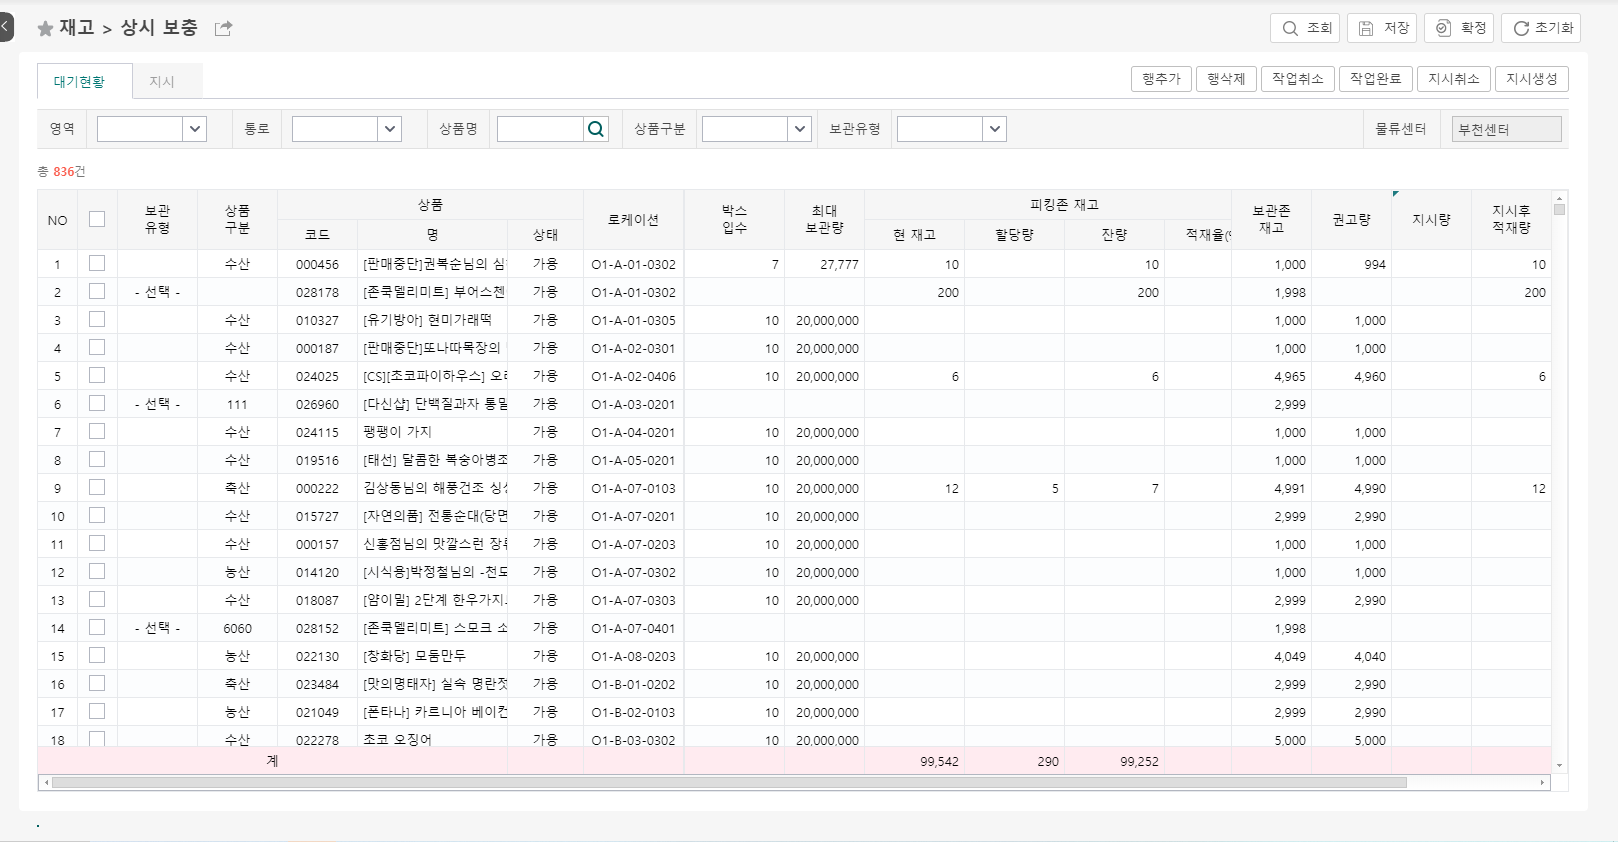 재고 > 상시 보충
조회 저장 확정 초기화
대기현황 지시
행추가 행삭제 작업취소 작업완료 지시취소 지시생성
영역 통로 상품명 상품구분 보관유형 물류센터 부천센터
총 836건
NO 보관유형 상품구분 상품 로케이션 박스입수 최대보관량 피킹존 재고 보관존재고 권고량 지시량 지시후적재량
코드 명 상태 현 재고 할당량 잔량 적재율(
1 수산 000456 [판매중단]권복순님의 가용 O1-A-01-0302 7 27,777 10 10 1,000 994 10
2 - 선택 - 028178 [존쿡델리미트] 부어스첸 가용 O1-A-01-0302 200 200 1,998 200
3 수산 010327 [유기방아] 현미가래떡 가용 O1-A-01-0305 10 20,000,000 1,000 1,000
4 수산 000187 [판매중단]또나따목장의 가용 O1-A-02-0301 10 20,000,000 1,000 1,000
5 수산 024025 [CS][초코파이하우스] 가용 O1-A-02-0406 10 20,000,000 6 6 4,965 4,960 6
6 - 선택 - 111 026960 [다신샵] 단백질과자 통밀 가용 O1-A-03-0201 2,999
7 수산 024115 팽팽이 가지 가용 O1-A-04-0201 10 20,000,000 1,000 1,000
8 수산 019516 [태선] 달콤한 복숭아병조 가용 O1-A-05-0201 10 20,000,000 1,000 1,000
9 축산 000222 김상동님의 해풍건조 가용 O1-A-07-0103 10 20,000,000 12 5 7 4,991 4,990 12
10 수산 015727 [자연의품] 전통순대(당면 가용 O1-A-07-0201 10 20,000,000 2,999 2,990
11 수산 000157 신홍점님의 맛깔스런 가용 O1-A-07-0203 10 20,000,000 1,000 1,000
12 농산 014120 [시식용]박정철님의 가용 O1-A-07-0302 10 20,000,000 1,000 1,000
13 수산 018087 [얌이밀] 2단계 한우가지 가용 O1-A-07-0303 10 20,000,000 2,999 2,990
14 - 선택 - 6060 028152 [존쿡델리미트] 스모크 소 가용 O1-A-07-0401 1,998
15 농산 022130 [창화당] 모둠만두 가용 O1-A-08-0203 10 20,000,000 4,049 4,040
16 축산 023484 [맛의명태자] 실속 명란젓 가용 O1-B-01-0202 10 20,000,000 2,999 2,990
17 농산 021049 [폰타나] 카르니아 베이컨 가용 O1-B-02-0103 10 20,000,000 2,999 2,990
18 수산 022278 초코 오징어 가용 O1-B-03-0302 10 20,000,000 5,000 5,000
계 99,542 290 99,252